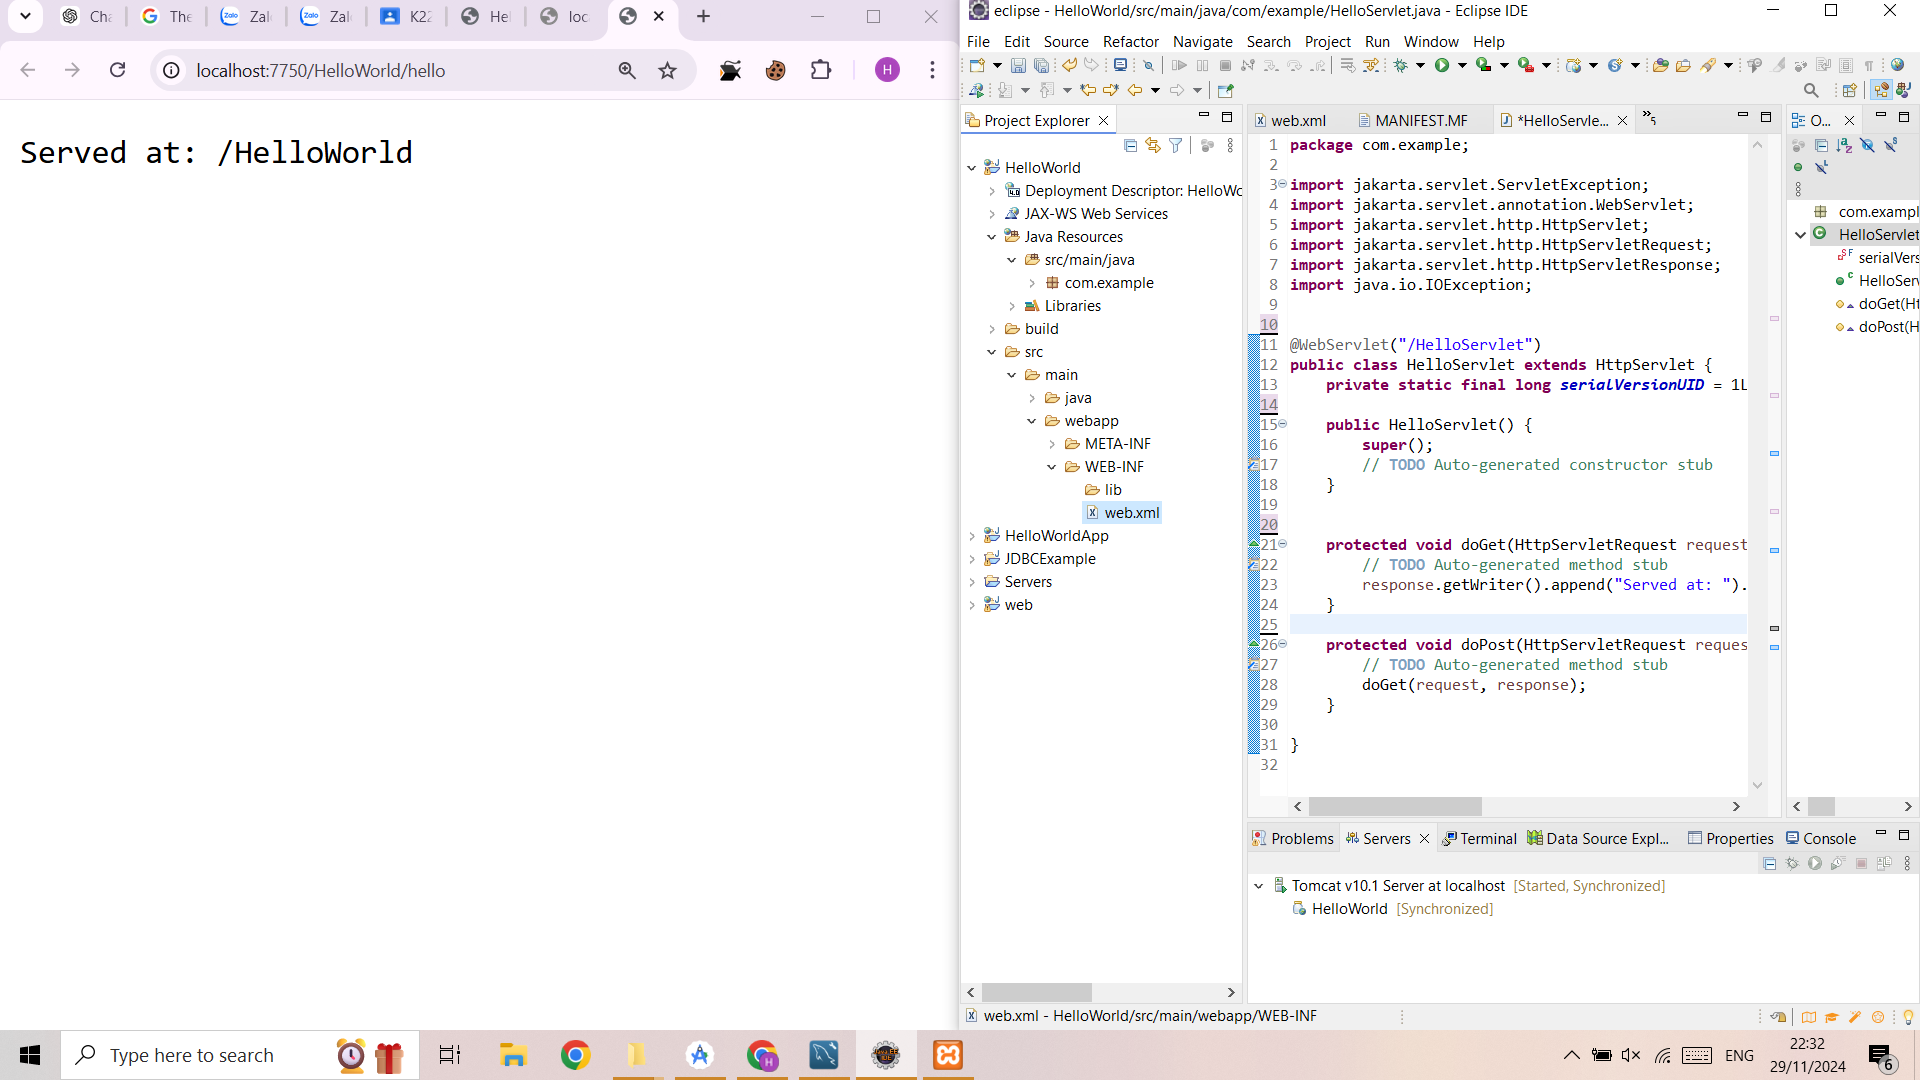 Cha
The
Zal
Zal
K22
Hel
loc
localhost:7750/HelloWorld/hello
H
Served at: /HelloWorld
eclipse - HelloWorld/src/main/java/com/example/HelloServlet.java - Eclipse IDE
File Edit Source Refactor Navigate Search Project Run Window Help
Project Explorer
HelloWorld
Deployment Descriptor: HelloWo
JAX-WS Web Services
Java Resources
src/main/java
com.example
Libraries
build
src
main
java
webapp
META-INF
WEB-INF
lib
web.xml
HelloWorldApp
JDBCExample
Servers
web
web.xml MANIFEST.MF *HelloServle... »5
1 package com.example;
2
3 import jakarta.servlet.ServletException;
4 import jakarta.servlet.annotation.WebServlet;
5 import jakarta.servlet.http.HttpServlet;
6 import jakarta.servlet.http.HttpServletRequest;
7 import jakarta.servlet.http.HttpServletResponse;
8 import java.io.IOException;
9
10
11 @WebServlet("/HelloServlet")
12 public class HelloServlet extends HttpServlet {
13 private static final long serialVersionUID = 1L
14
15 public HelloServlet() {
16 super();
17 // TODO Auto-generated constructor stub
18 }
19
20
21 protected void doGet(HttpServletRequest request
22 // TODO Auto-generated method stub
23 response.getWriter().append("Served at: ").
24 }
25
26 protected void doPost(HttpServletRequest reques
27 // TODO Auto-generated method stub
28 doGet(request, response);
29 }
30
31 }
32
O...
com.exampl
HelloServlet
serialVers
HelloServ
doGet(Ht
doPost(H
Problems Servers Terminal Data Source Expl... Properties Console
Tomcat v10.1 Server at localhost [Started, Synchronized]
HelloWorld [Synchronized]
web.xml - HelloWorld/src/main/webapp/WEB-INF
Type here to search
ENG
22:32
29/11/2024
6